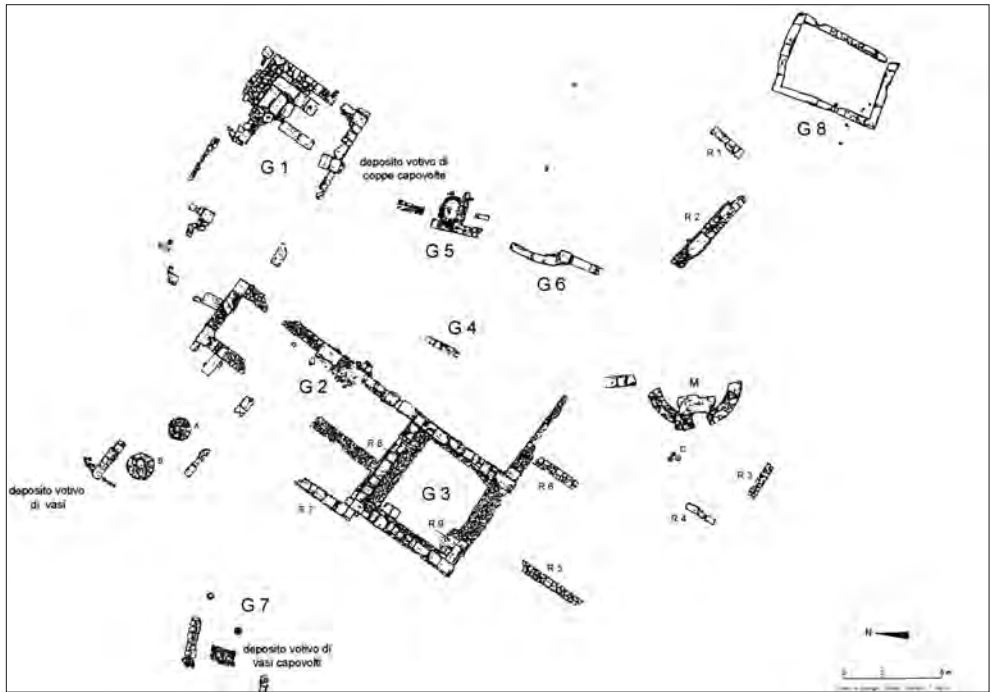 G 8
R 1
G 1
deposito votivo di
coppe capovolte
R 2
G 5
G 6
G 4
G 2
M
A
R 8
B
G 3
R 3
deposito votivo
di vasi
R 6
R 7
R 4
R 9
R 5
G 7
deposito votivo di
vasi capovolti
N